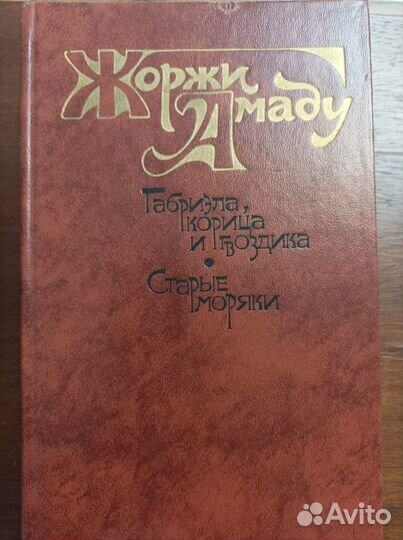 Жоржи
Амаду
Габриэла,
корица
и гвоздика
•
Старые
моряки
Avito